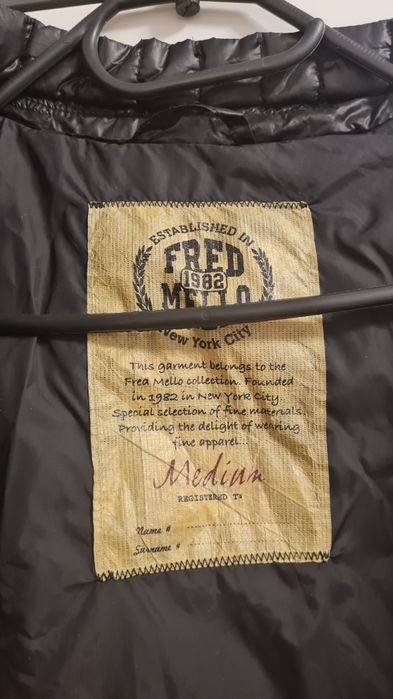 ESTABLISHED IN
FRED
1982
MELLO
New York City
This garment belongs to the
Fred Mello collection. Founded
in 1982 in New York City
Special selection of fine materials.
Providing the delight of wearing
fine apparel...
Medium
REGISTERED T®
Name #
Surname #